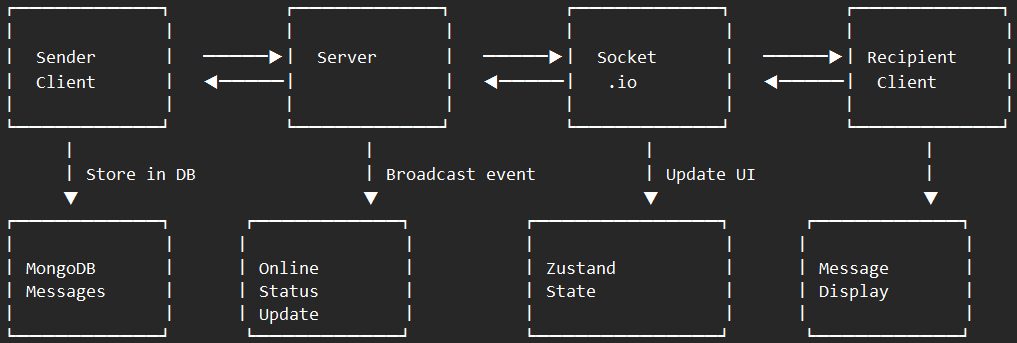 Sender Server Socket Recipient
Client .io Client
Store in DB Broadcast event Update UI
MongoDB Online Zustand Message
Messages Status State Display
Update